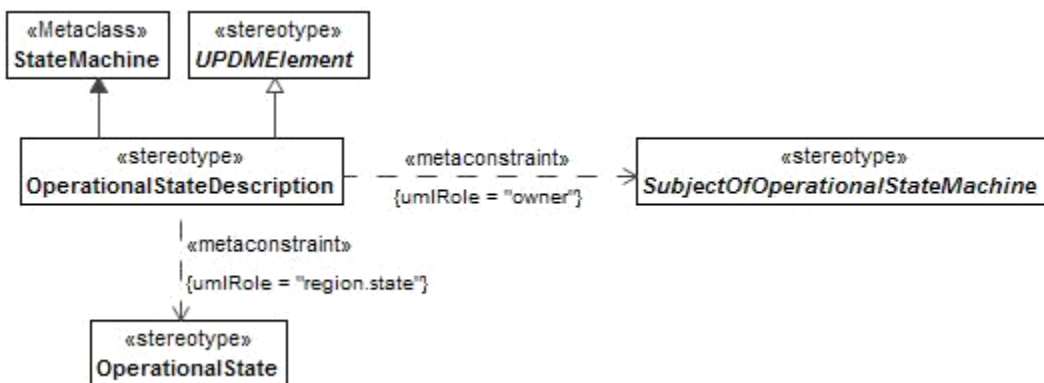 «Metaclass»
StateMachine
«stereotype»
UPDMElement
«stereotype»
OperationalStateDescription
«metaconstraint»
{umlRole = "owner"}
«stereotype»
SubjectOfOperationalStateMachine
«metaconstraint»
{umlRole = "region.state"}
«stereotype»
OperationalState